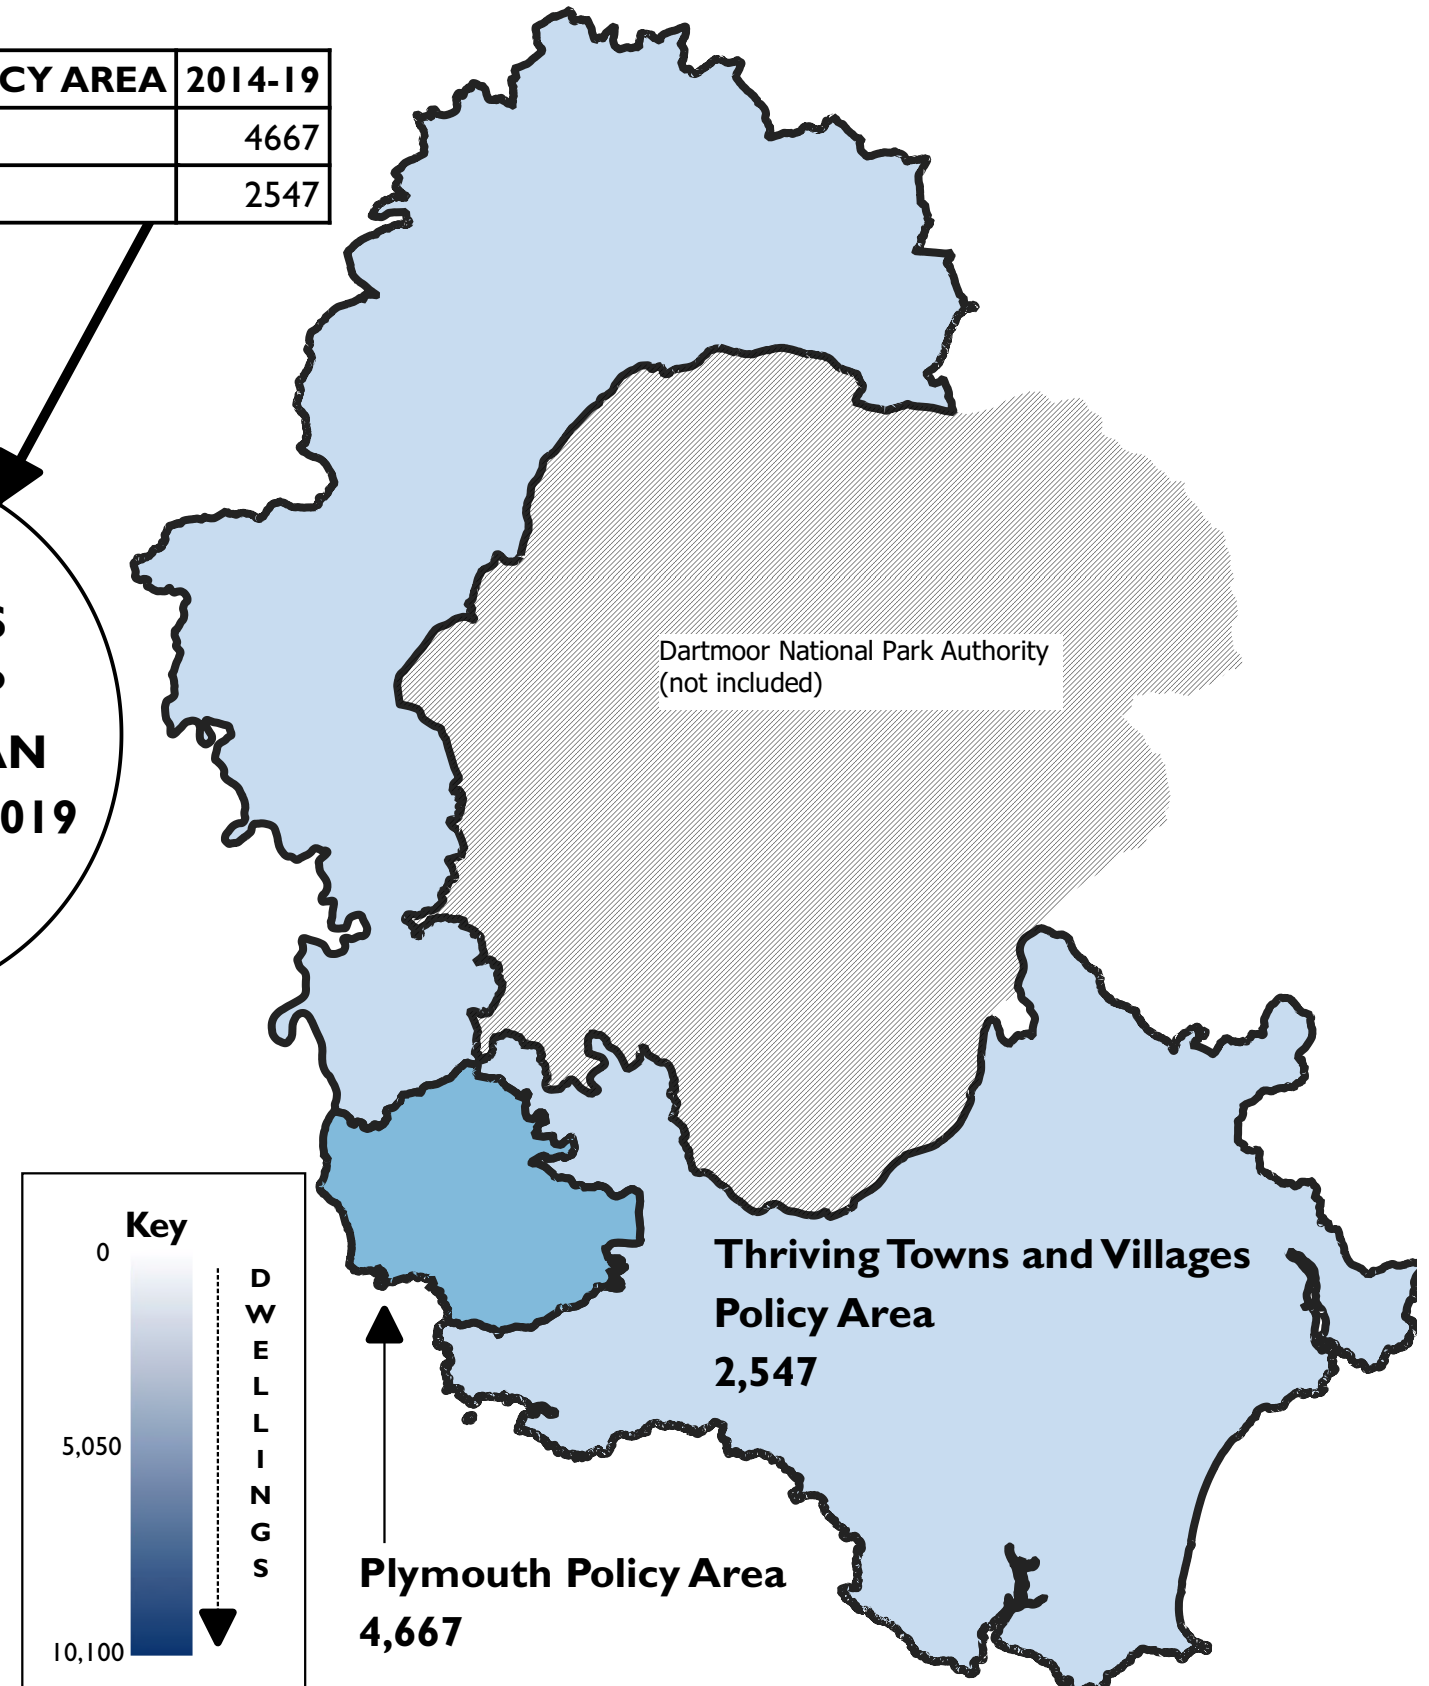 CY AREA 2014-19
4667
2547
S
AN
019
Dartmoor National Park Authority
(not included)
Thriving Towns and Villages
Policy Area
2,547
Key
0
5,050
10,100
D
W
E
L
L
I
N
G
S
Plymouth Policy Area
4,667